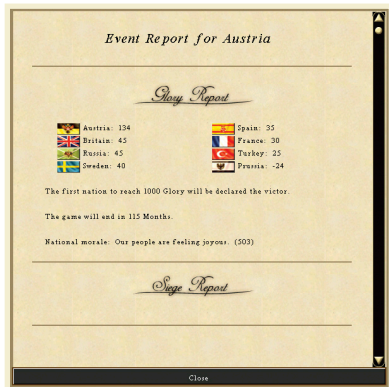 Event Report for Austria
Glory Report
Austria: 134
Britain: 45
Russia: 45
Sweden: 40
Spain: 35
France: 30
Turkey: 25
Prussia: -24
The first nation to reach 1000 Glory will be declared the victor.
The game will end in 115 Months.
National morale: Our people are feeling joyous. (503)
Siege Report
Close